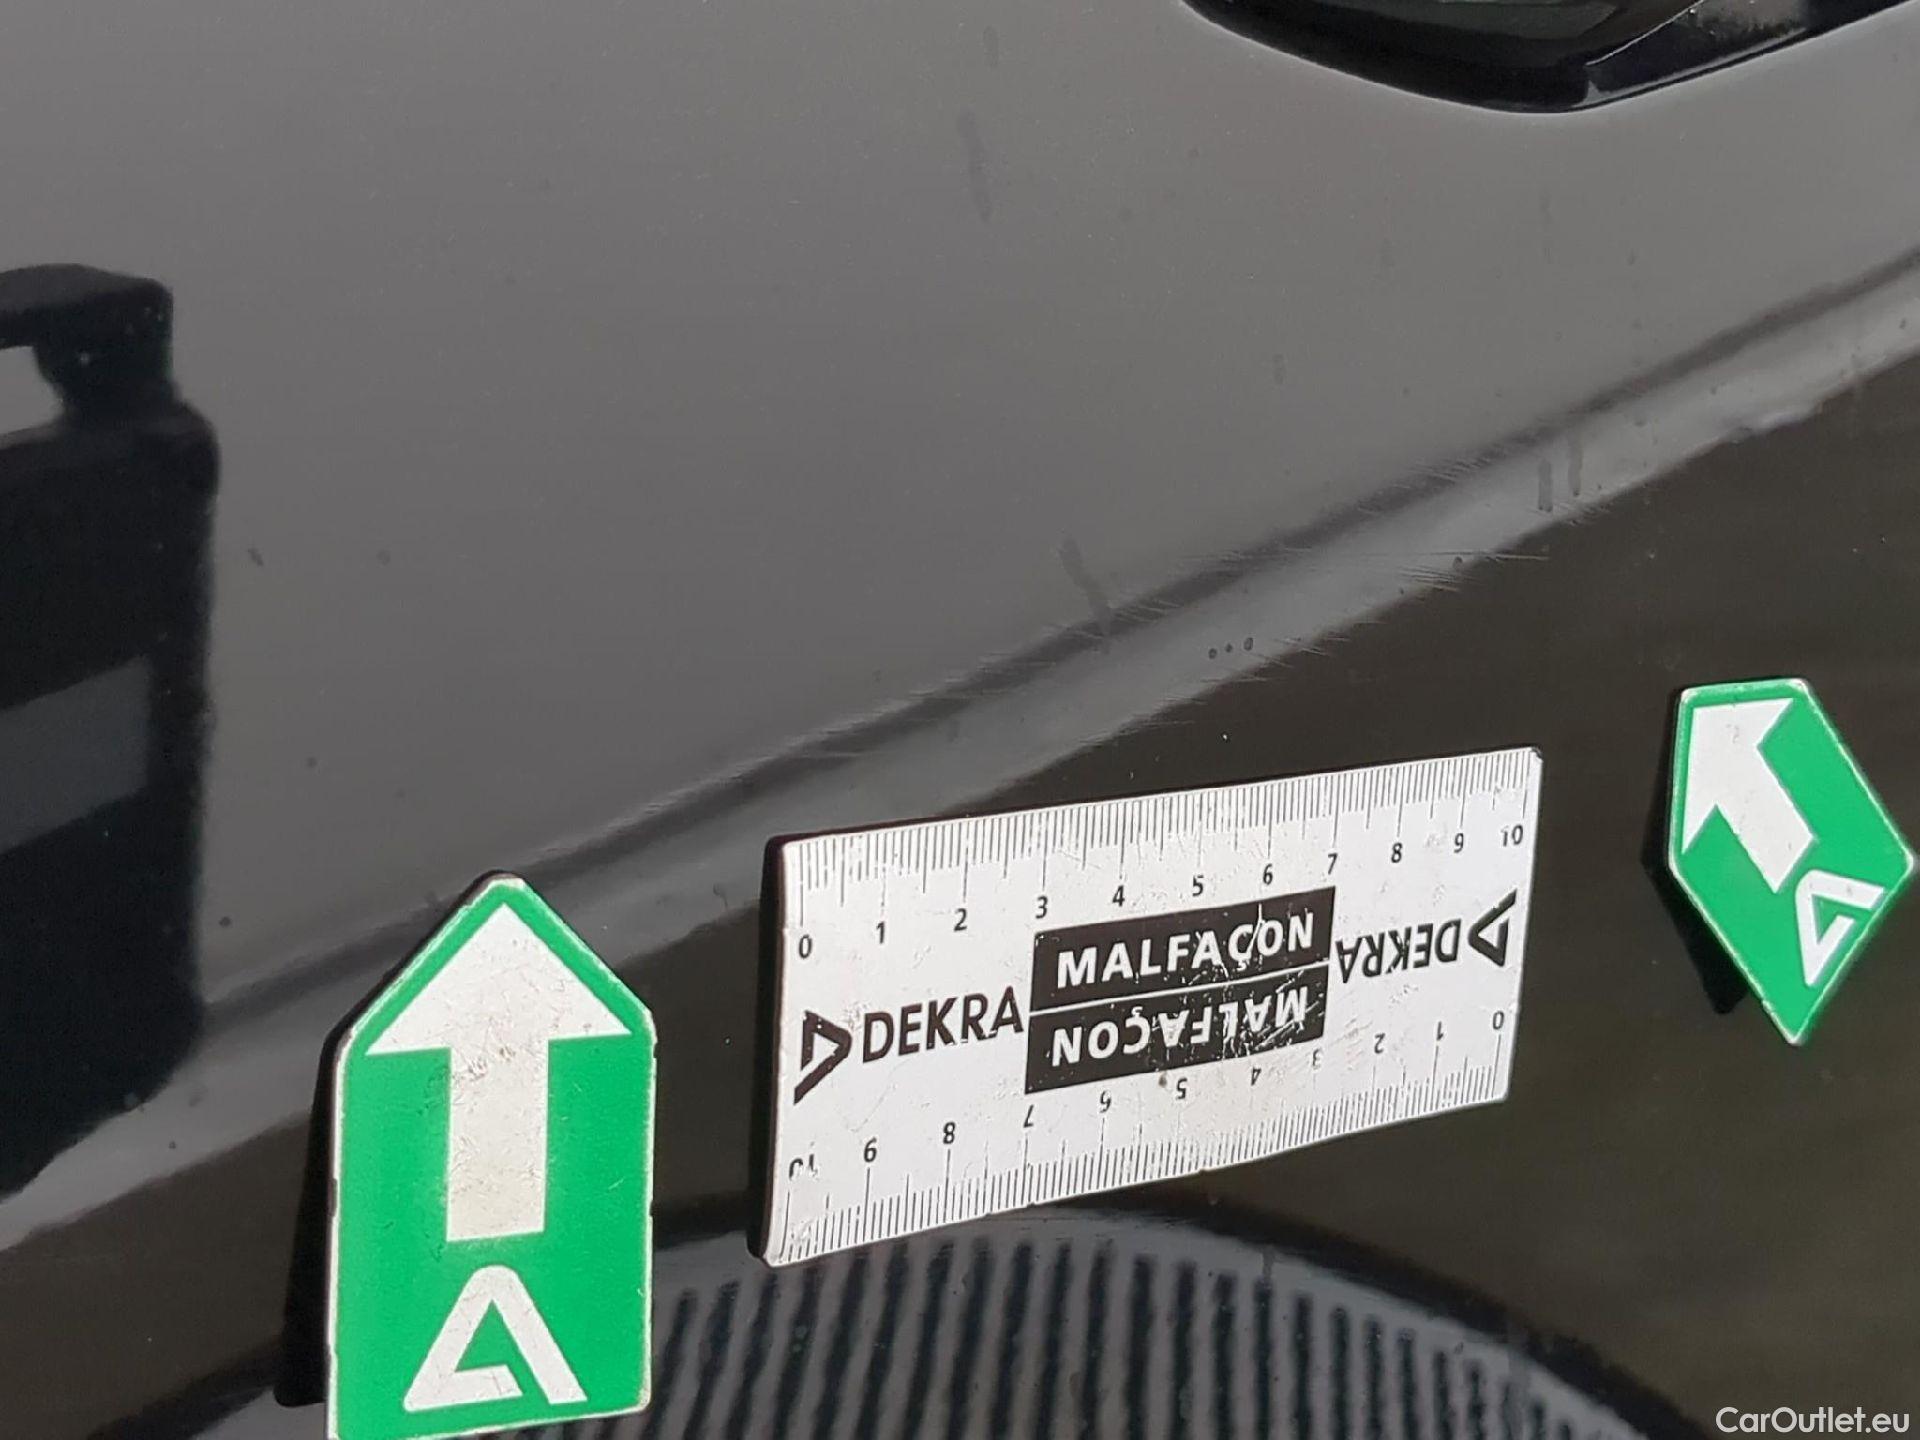 0 1 2 3 4 5 6 7 8 9 10
MALFAÇON
DEKRA
DEKRA
MALFAÇON
10 9 8 7 6 5 4 3 2 1 0
CarOutlet.eu